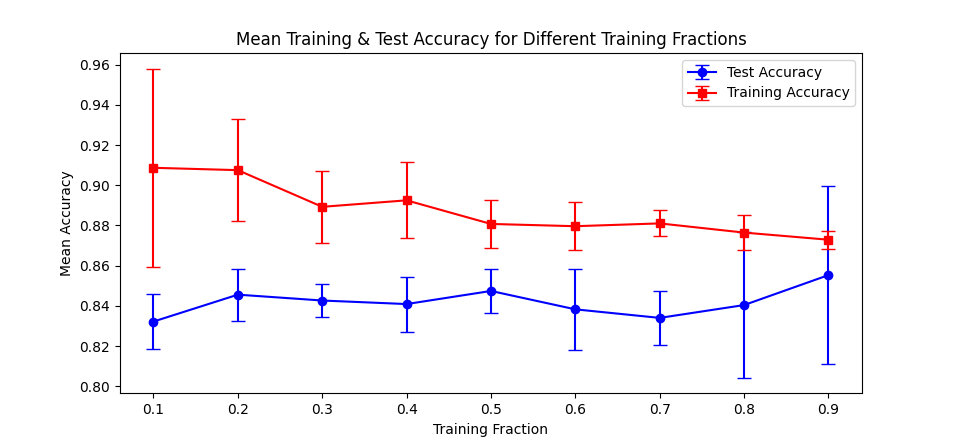 Mean Training & Test Accuracy for Different Training Fractions
Test Accuracy
Training Accuracy
Mean Accuracy
0.96
0.94
0.92
0.90
0.88
0.86
0.84
0.82
0.80
0.1 0.2 0.3 0.4 0.5 0.6 0.7 0.8 0.9
Training Fraction